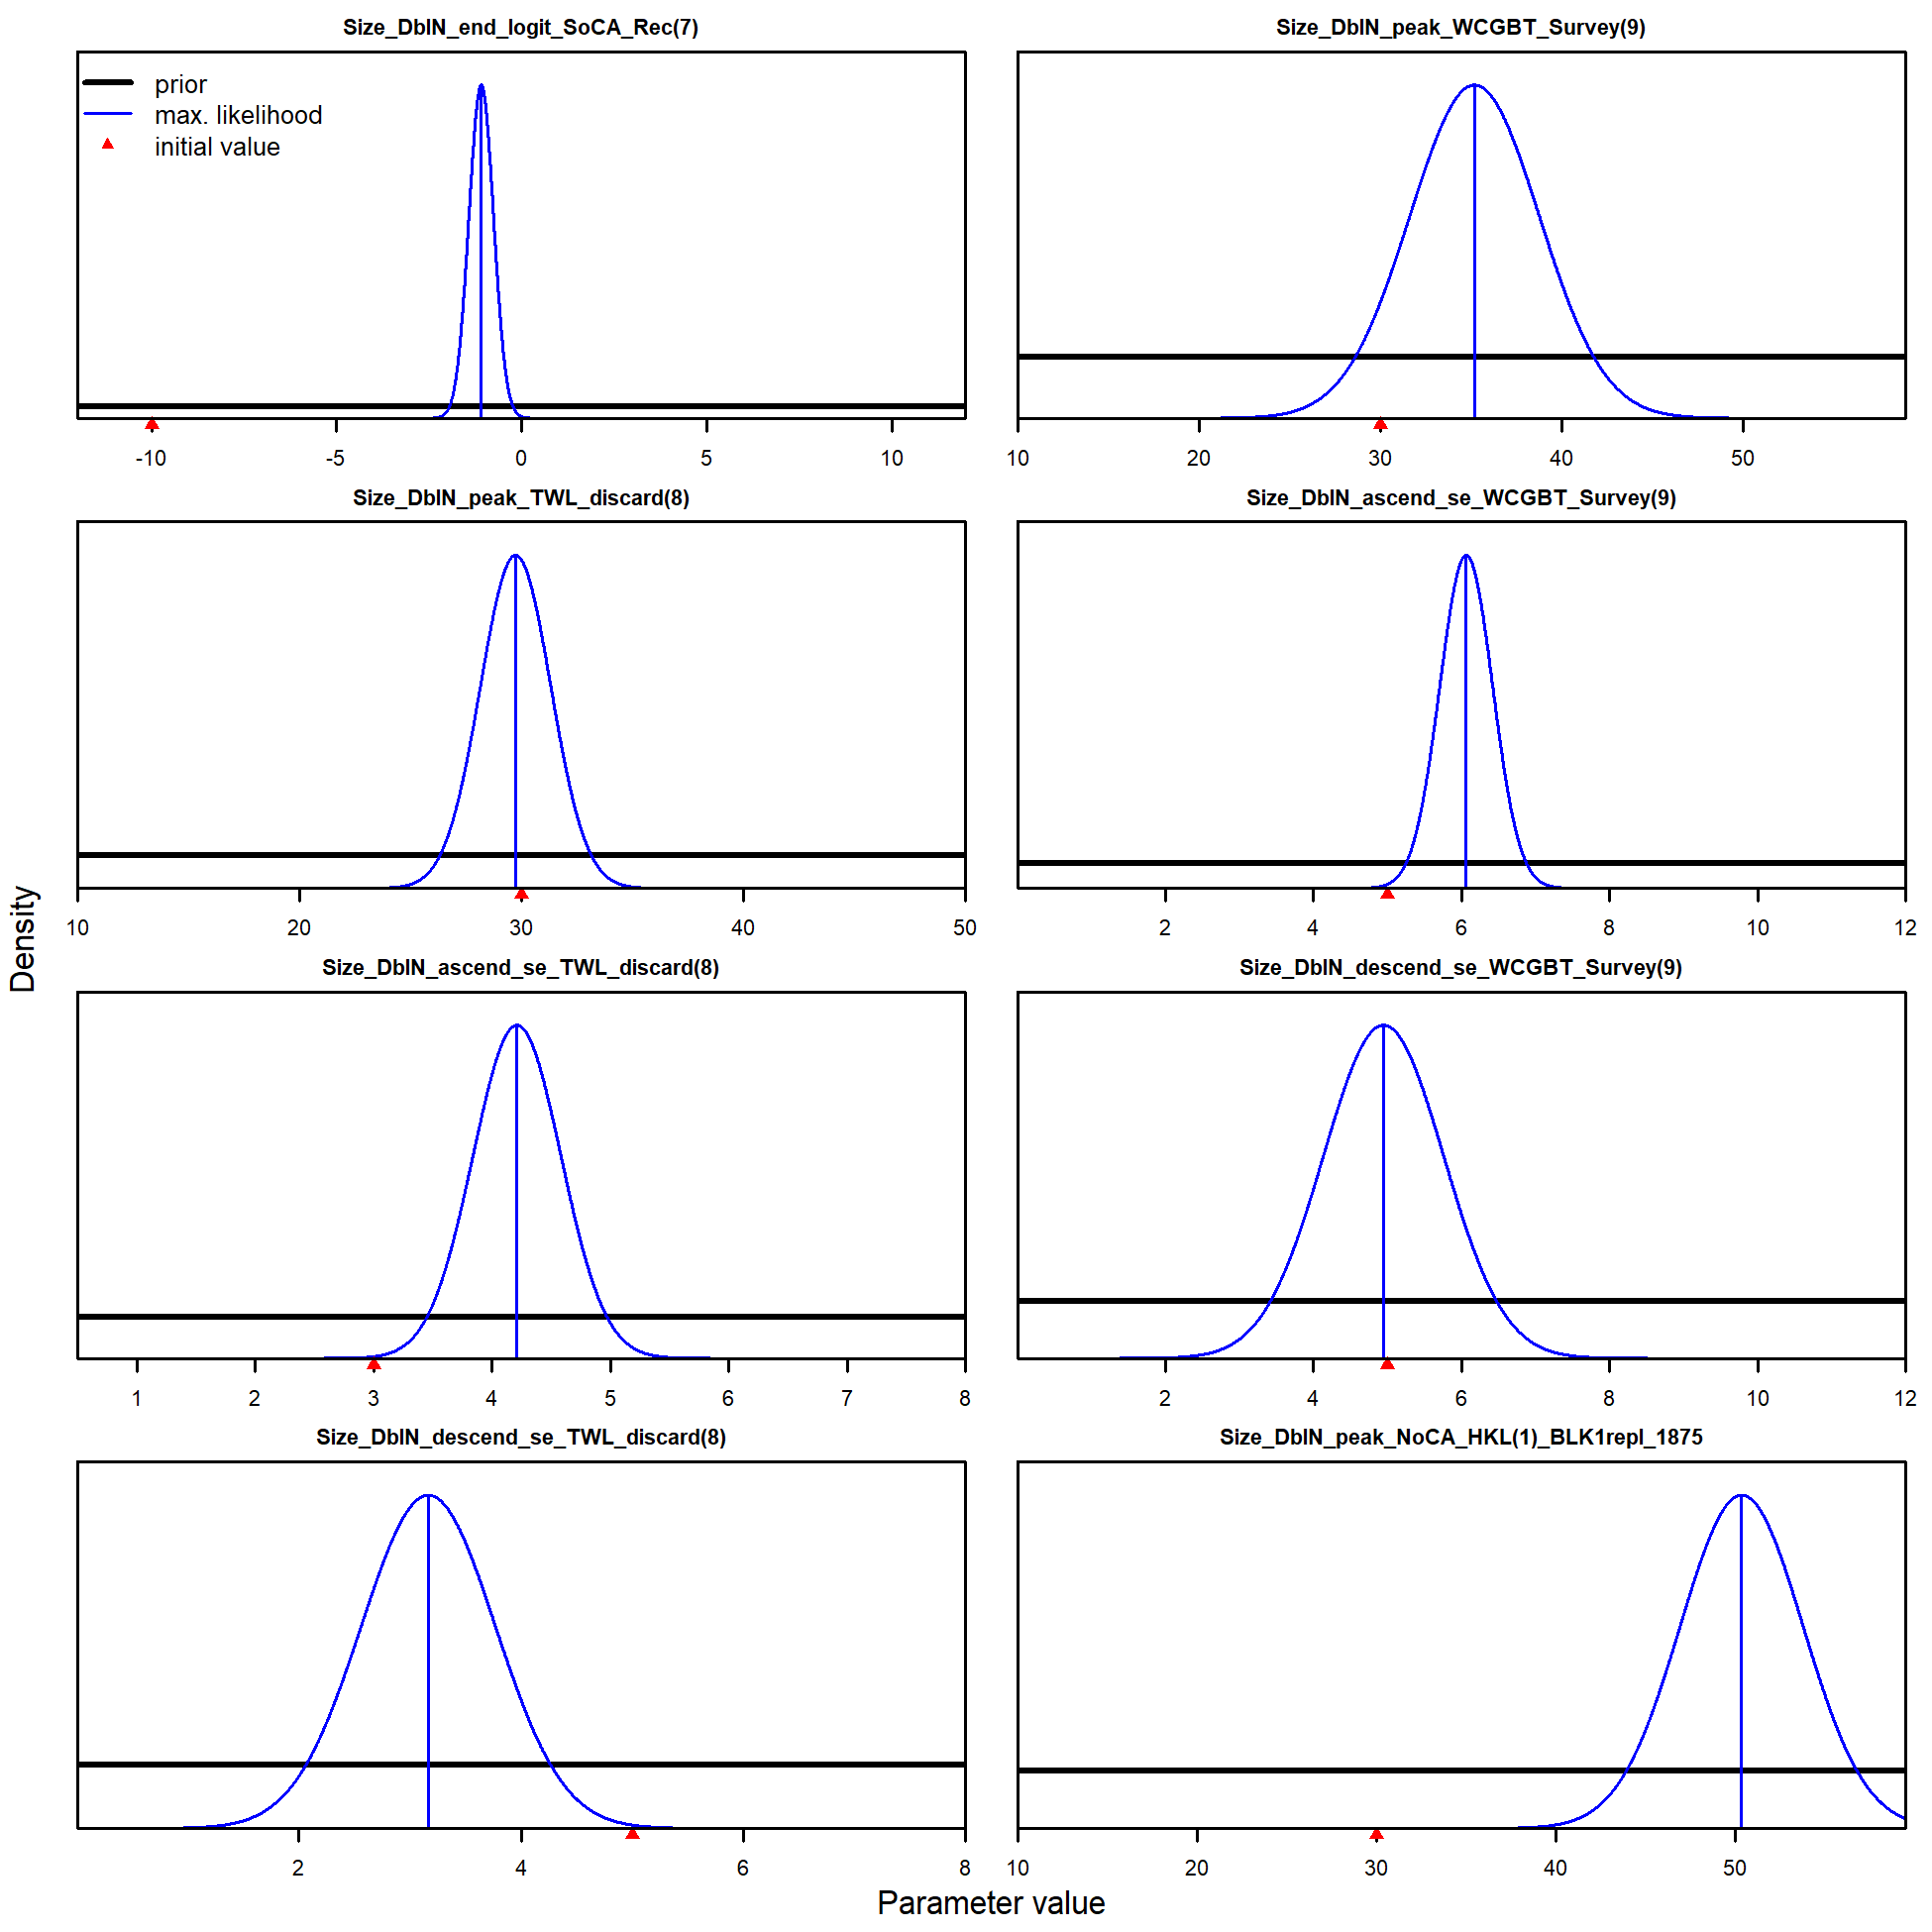 Size_DblN_end_logit_SoCA_Rec(7)
prior
max. likelihood
initial value
-10 -5 0 5 10
Size_DblN_peak_WCGBT_Survey(9)
10 20 30 40 50
Size_DblN_peak_TWL_discard(8)
10 20 30 40 50
Size_DblN_ascend_se_WCGBT_Survey(9)
2 4 6 8 10 12
Size_DblN_ascend_se_TWL_discard(8)
1 2 3 4 5 6 7 8
Size_DblN_descend_se_WCGBT_Survey(9)
2 4 6 8 10 12
Size_DblN_descend_se_TWL_discard(8)
2 4 6 8
Size_DblN_peak_NoCA_HKL(1)_BLK1repl_1875
10 20 30 40 50
Density
Parameter value